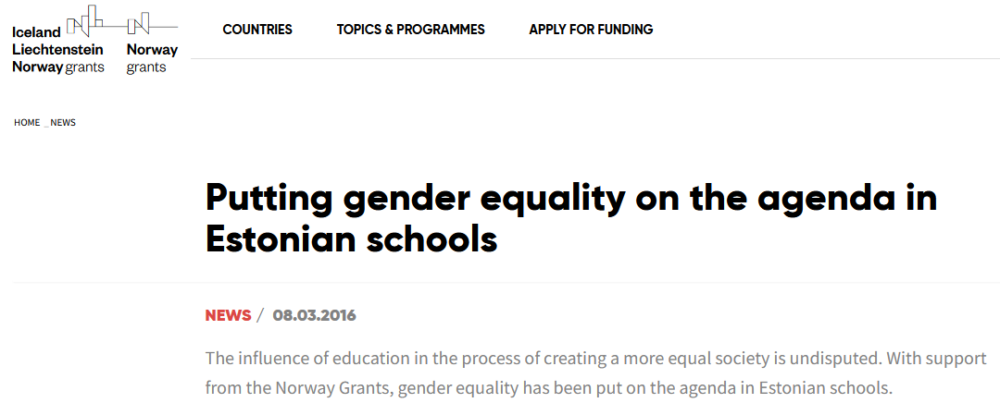 Iceland
Liechtenstein
Norway grants
Norway
grants
COUNTRIES
TOPICS & PROGRAMMES
APPLY FOR FUNDING
HOME _ NEWS
Putting gender equality on the agenda in
Estonian schools
NEWS / 08.03.2016
The influence of education in the process of creating a more equal society is undisputed. With support
from the Norway Grants, gender equality has been put on the agenda in Estonian schools.